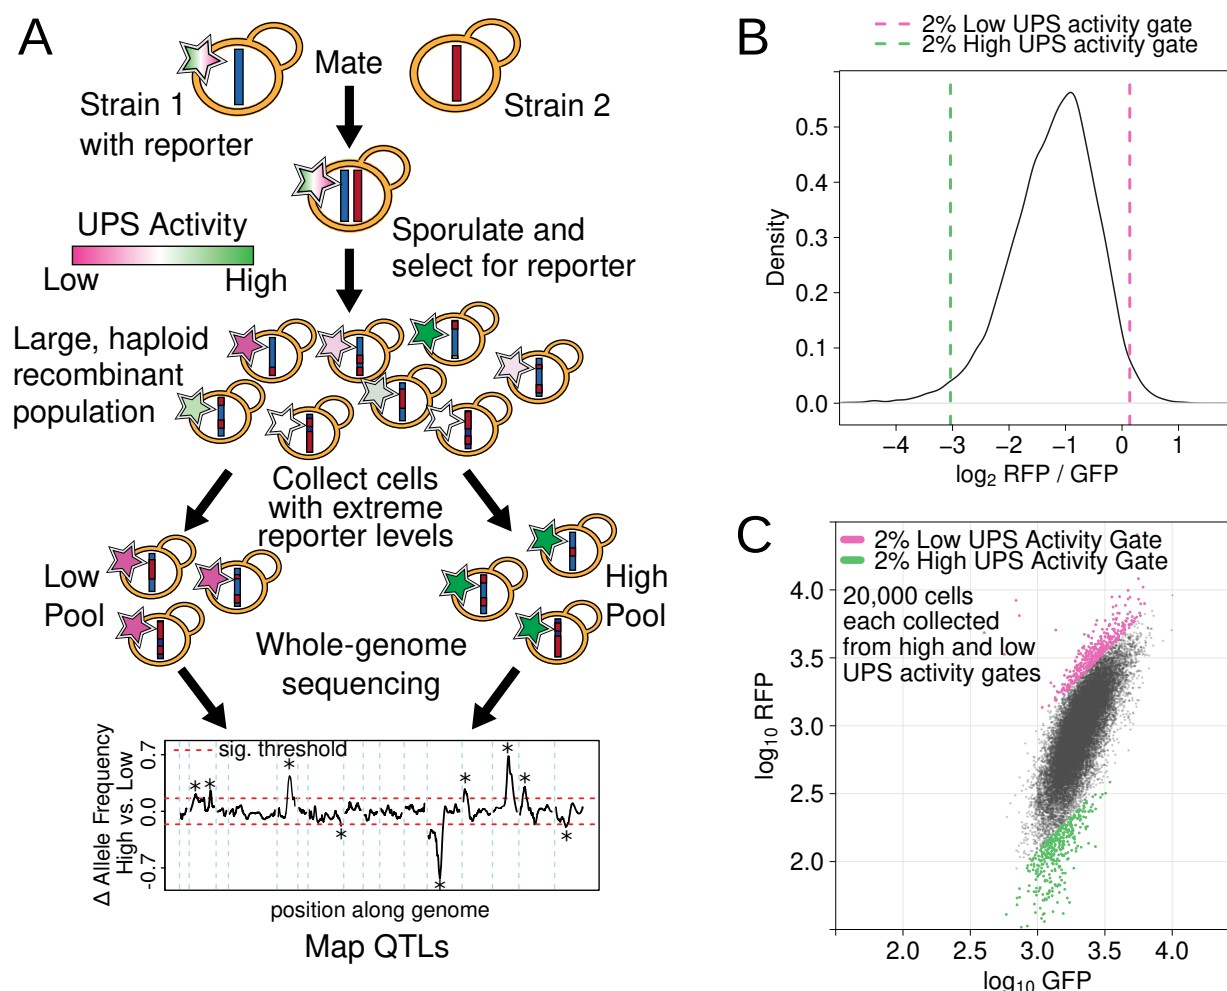 A
Strain 1
with reporter
Mate
Strain 2
UPS Activity
Low
High
Sporulate and
select for reporter
Large, haploid
recombinant
population
Collect cells
with extreme
reporter levels
Low
Pool
High
Pool
Whole-genome
sequencing
Δ Allele Frequency
High vs. Low
0.7
0.0
-0.7
sig. threshold
* * * * * * * * *
position along genome
Map QTLs
B
2% Low UPS activity gate
2% High UPS activity gate
Density
0.5
0.4
0.3
0.2
0.1
0.0
−4 −3 −2 −1 0 1
log₂ RFP / GFP
C
2% Low UPS Activity Gate
2% High UPS Activity Gate
20,000 cells
each collected
from high and low
UPS activity gates
log₁₀ RFP
4.0
3.5
3.0
2.5
2.0
2.0 2.5 3.0 3.5 4.0
log₁₀ GFP